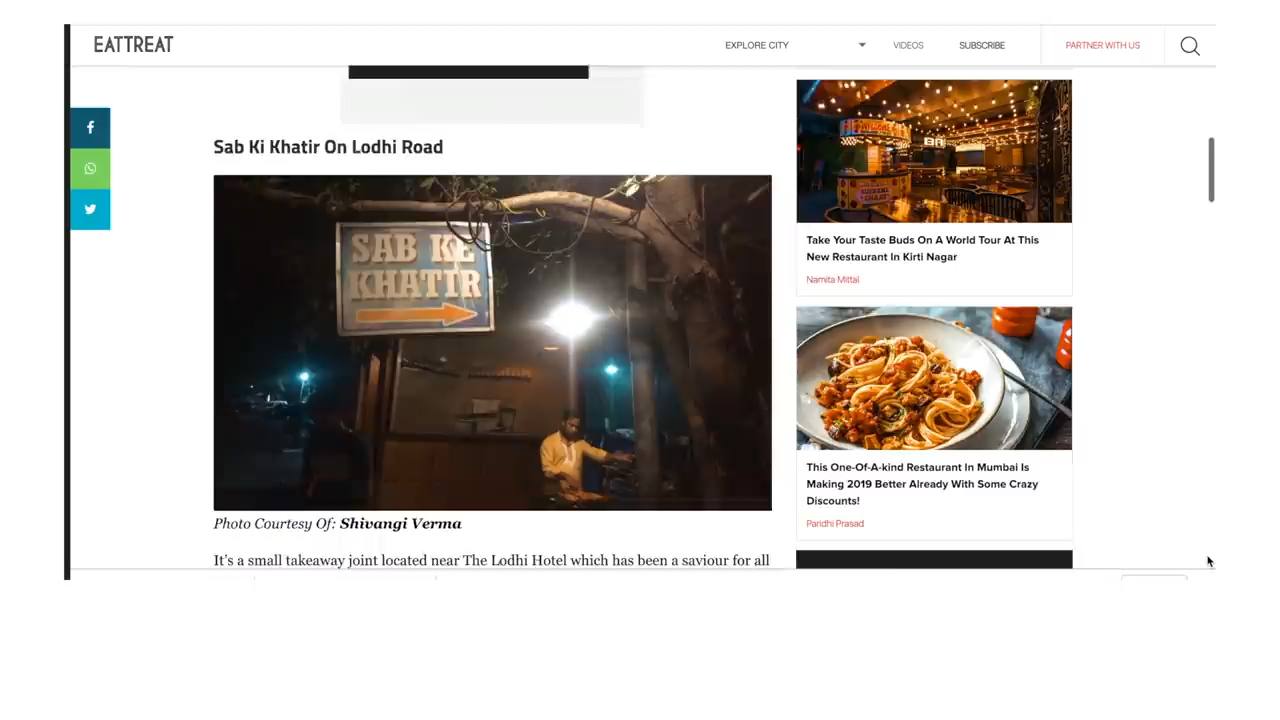 EATTREAT
EXPLORE CITY
VIDEOS
SUBSCRIBE
PARTNER WITH US
Sab Ki Khatir On Lodhi Road
SAB KE
KHATIR
Photo Courtesy Of: Shivangi Verma
It's a small takeaway joint located near The Lodhi Hotel which has been a saviour for all
Take Your Taste Buds On A World Tour At This
New Restaurant In Kirti Nagar
Namita Mittal
This One-Of-A-kind Restaurant In Mumbai Is
Making 2019 Better Already With Some Crazy
Discounts!
Paridhi Prasad